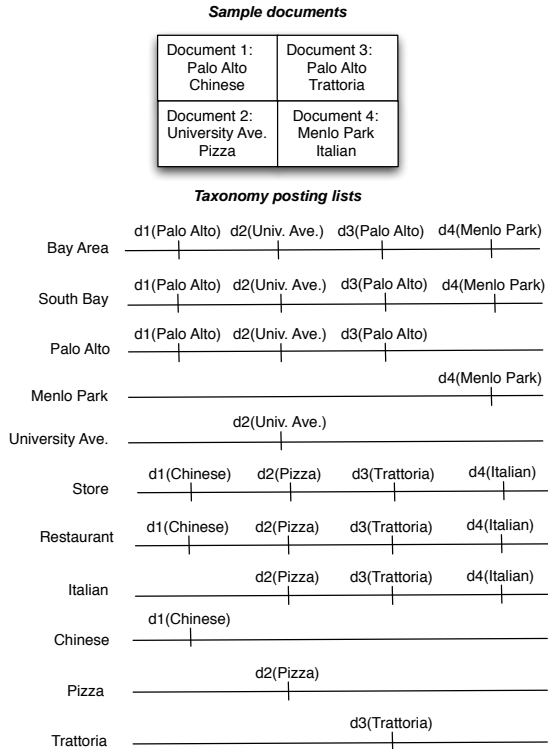 Sample documents
Document 1:
Palo Alto
Chinese
Document 3:
Palo Alto
Trattoria
Document 2:
University Ave.
Pizza
Document 4:
Menlo Park
Italian
Taxonomy posting lists
d1(Palo Alto) d2(Univ. Ave.) d3(Palo Alto) d4(Menlo Park)
Bay Area
d1(Palo Alto) d2(Univ. Ave.) d3(Palo Alto) d4(Menlo Park)
South Bay
d1(Palo Alto) d2(Univ. Ave.) d3(Palo Alto)
Palo Alto
d4(Menlo Park)
Menlo Park
d2(Univ. Ave.)
University Ave.
d1(Chinese) d2(Pizza) d3(Trattoria) d4(Italian)
Store
d1(Chinese) d2(Pizza) d3(Trattoria) d4(Italian)
Restaurant
d2(Pizza) d3(Trattoria) d4(Italian)
Italian
d1(Chinese)
Chinese
d2(Pizza)
Pizza
d3(Trattoria)
Trattoria